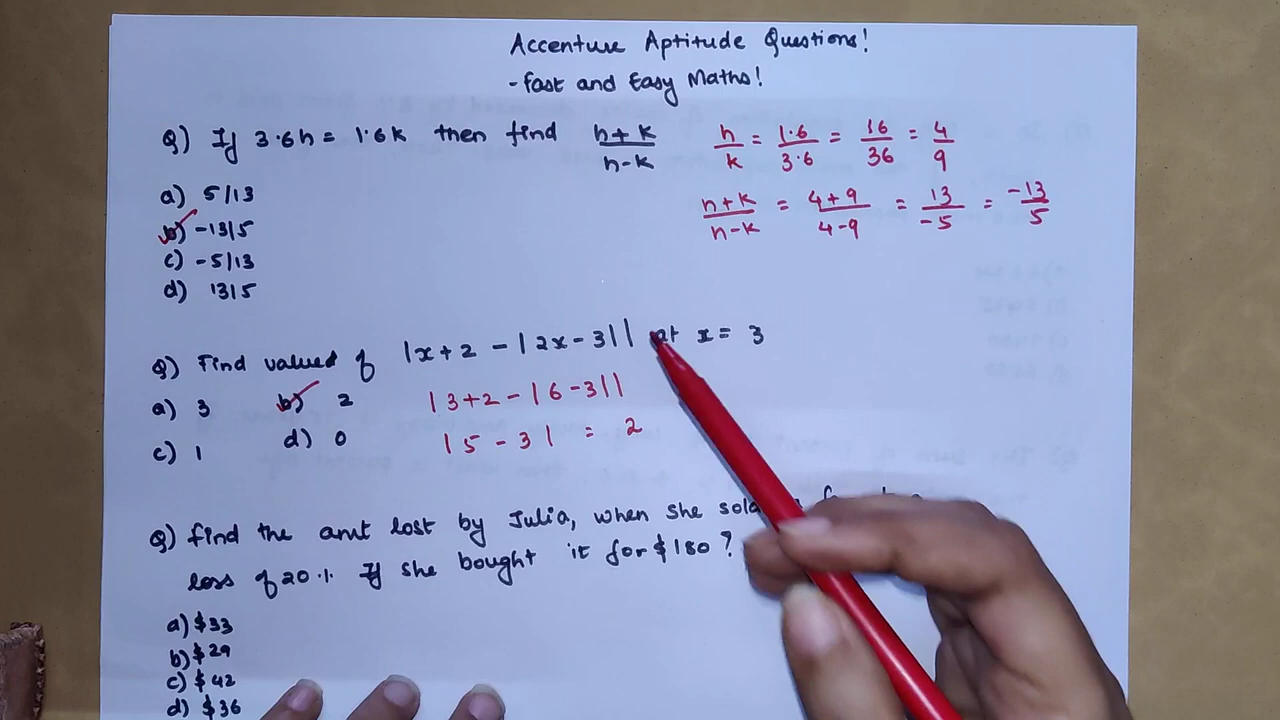 Accenture Aptitude Questions!
- Fast and Easy Maths!
Q) If 3.6h = 1.6k then find h+k/h-k
h/k = 1.6/3.6 = 16/36 = 4/9
a) 5/13
h+k/h-k = 4+9/4-9 = 13/-5 = -13/5
b) -13/5
c) -5/13
d) 13/5
Q) Find valued of |x+2 - |2x-3|| at x = 3
a) 3 b) 2
|3+2-|6-3||
c) 1 d) 0
|5-3| = 2
Q) find the amt lost by Julia, when she
loss of 20%. If she bought it for $180?
a) $33
b) $29
c) $42
d) $36